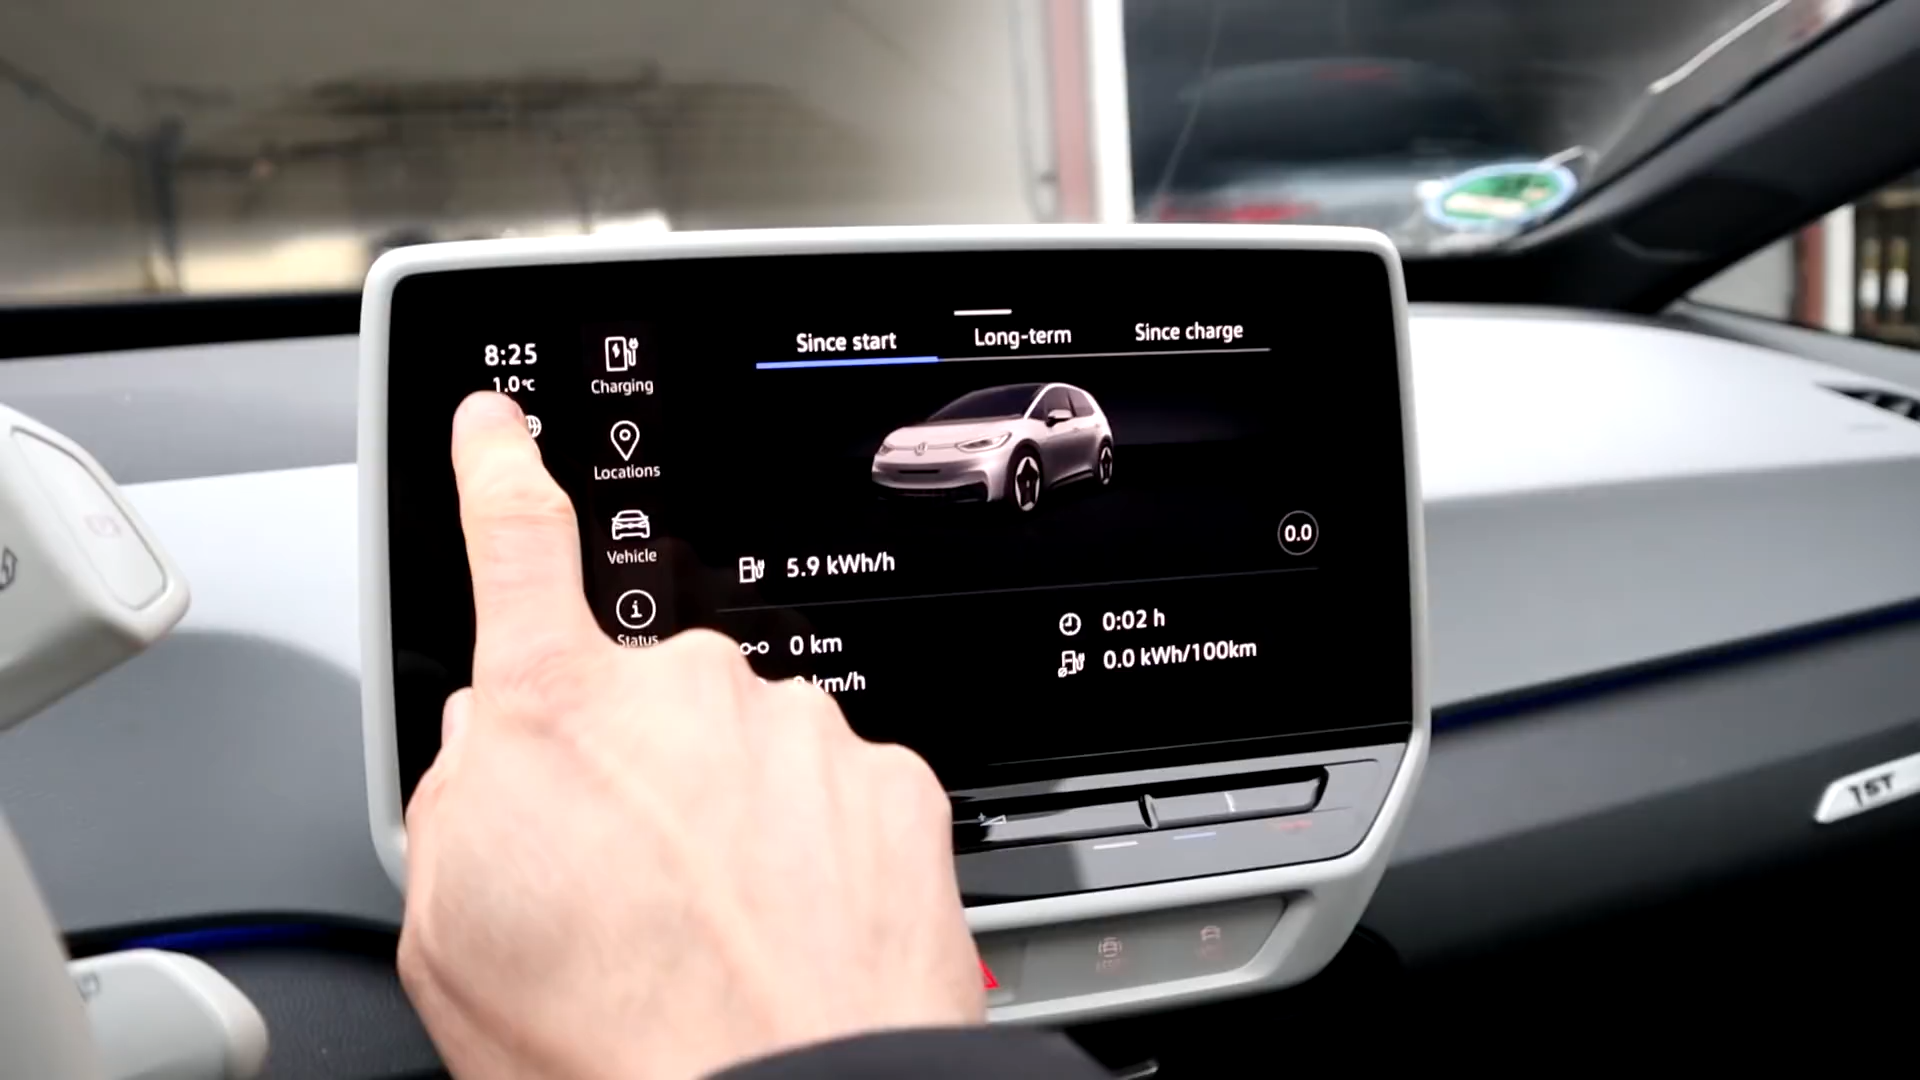 8:25
1.0°C
Charging
Locations
Vehicle
Status
Since start
Long-term
Since charge
0.0
5.9 kWh/h
0 km
km/h
0:02 h
0.0 kWh/100km
1ST